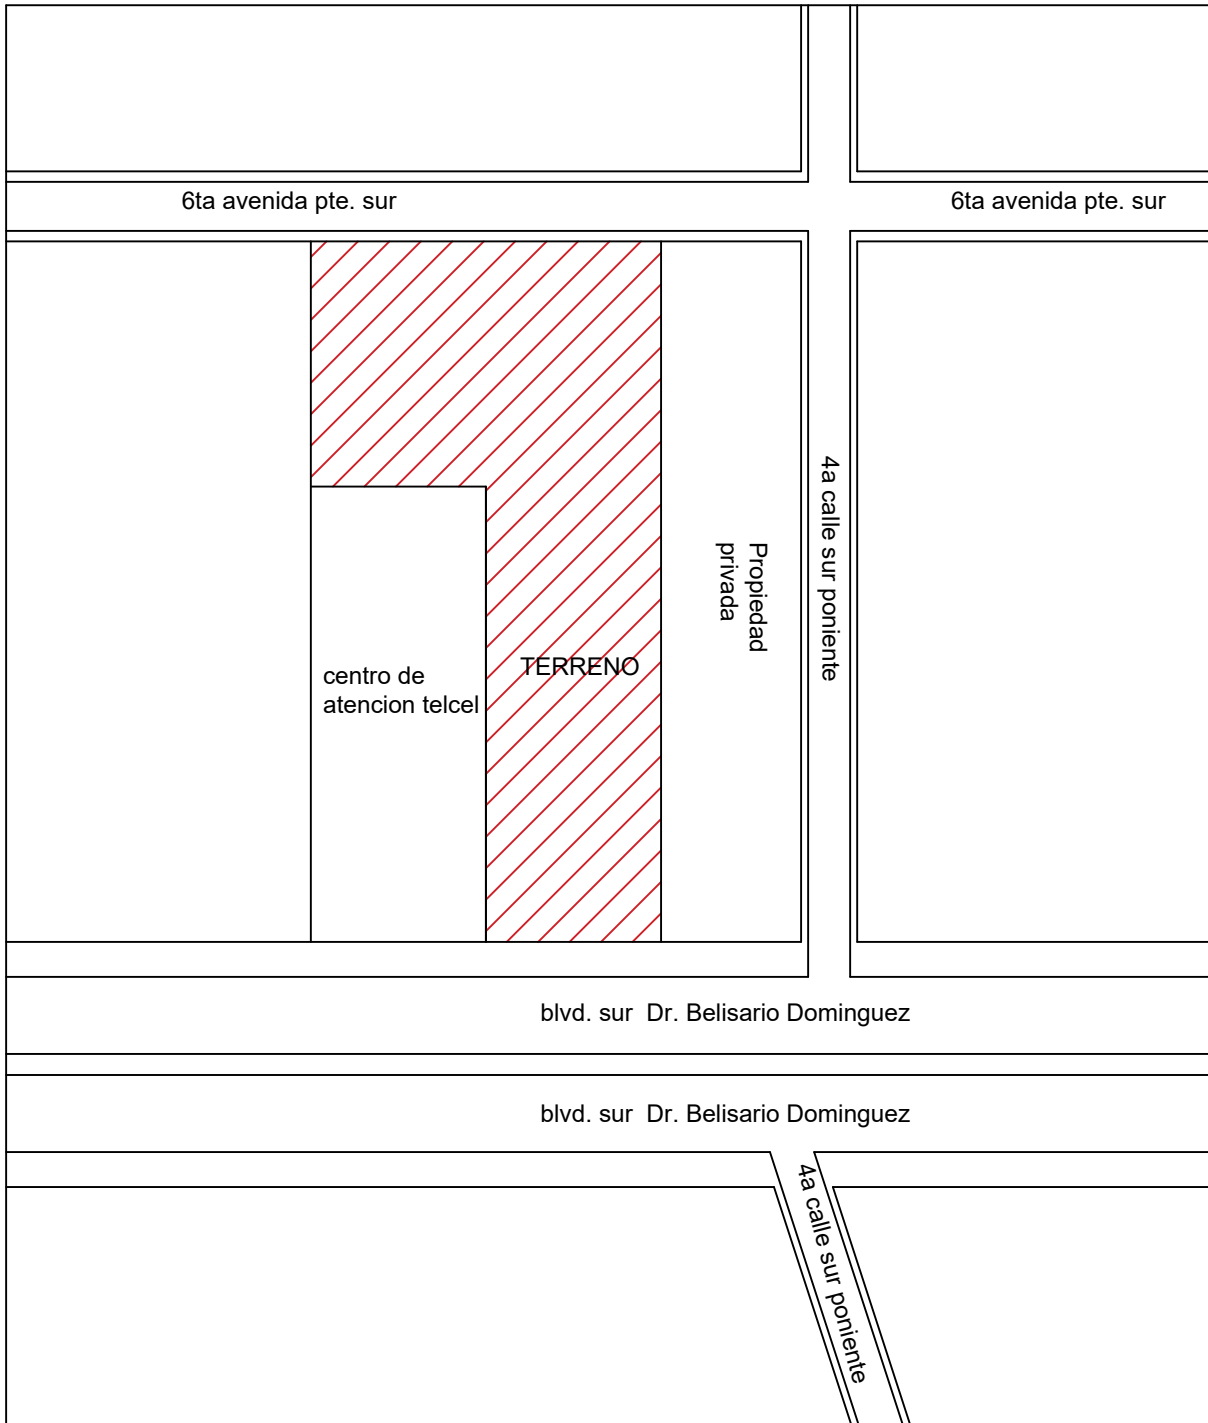 6ta avenida pte. sur
6ta avenida pte. sur
4a calle sur poniente
Propiedad
privada
TERRENO
centro de
atencion telcel
blvd. sur  Dr. Belisario Dominguez
blvd. sur  Dr. Belisario Dominguez
4a calle sur poniente